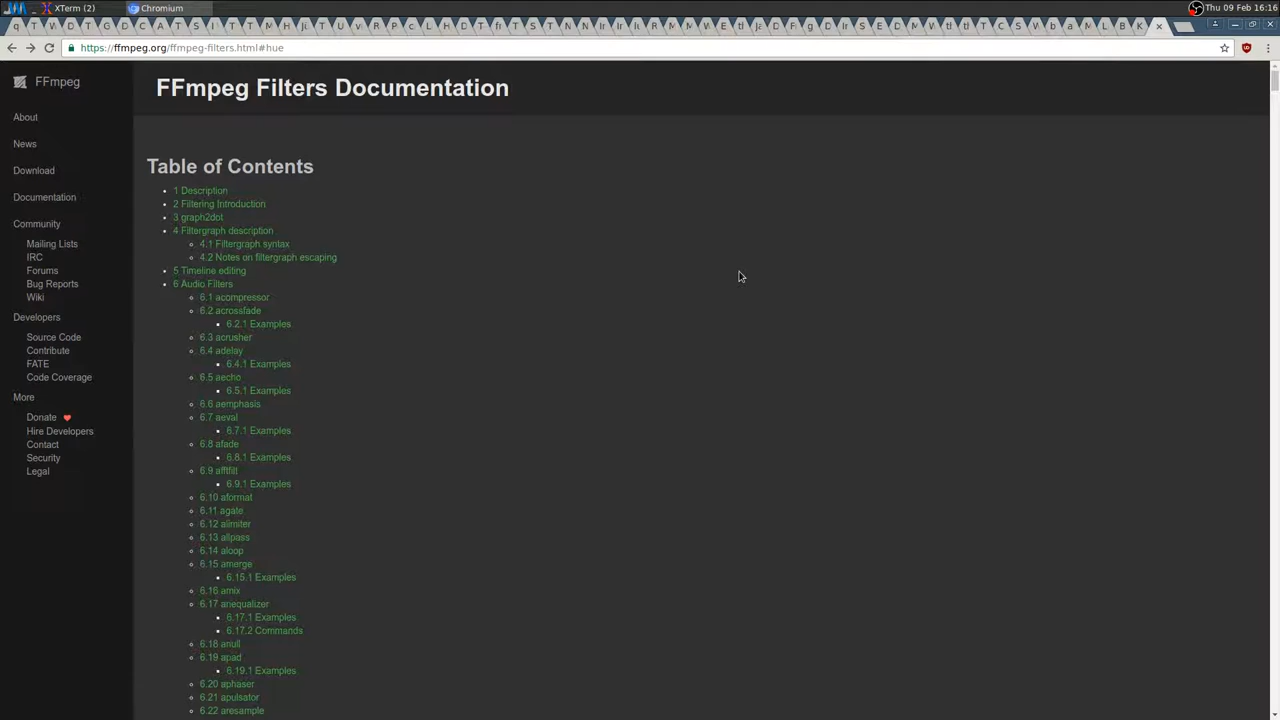 XTerm (2)
Chromium
Thu 09 Feb 16:16
https://ffmpeg.org/ffmpeg-filters.html#hue
FFmpeg
About
News
Download
Documentation
Community
Mailing Lists
IRC
Forums
Bug Reports
Wiki
Developers
Source Code
Contribute
FATE
Code Coverage
More
Donate
Hire Developers
Contact
Security
Legal
FFmpeg Filters Documentation
Table of Contents
1 Description
2 Filtering Introduction
3 graph2dot
4 Filtergraph description
4.1 Filtergraph syntax
4.2 Notes on filtergraph escaping
5 Timeline editing
6 Audio Filters
6.1 acompressor
6.2 acrossfade
6.2.1 Examples
6.3 acrusher
6.4 adelay
6.4.1 Examples
6.5 aecho
6.5.1 Examples
6.6 aemphasis
6.7 aeval
6.7.1 Examples
6.8 afade
6.8.1 Examples
6.9 afftfilt
6.9.1 Examples
6.10 aformat
6.11 agate
6.12 alimiter
6.13 allpass
6.14 aloop
6.15 amerge
6.15.1 Examples
6.16 amix
6.17 anequalizer
6.17.1 Examples
6.17.2 Commands
6.18 anull
6.19 apad
6.19.1 Examples
6.20 aphaser
6.21 apulsator
6.22 aresample